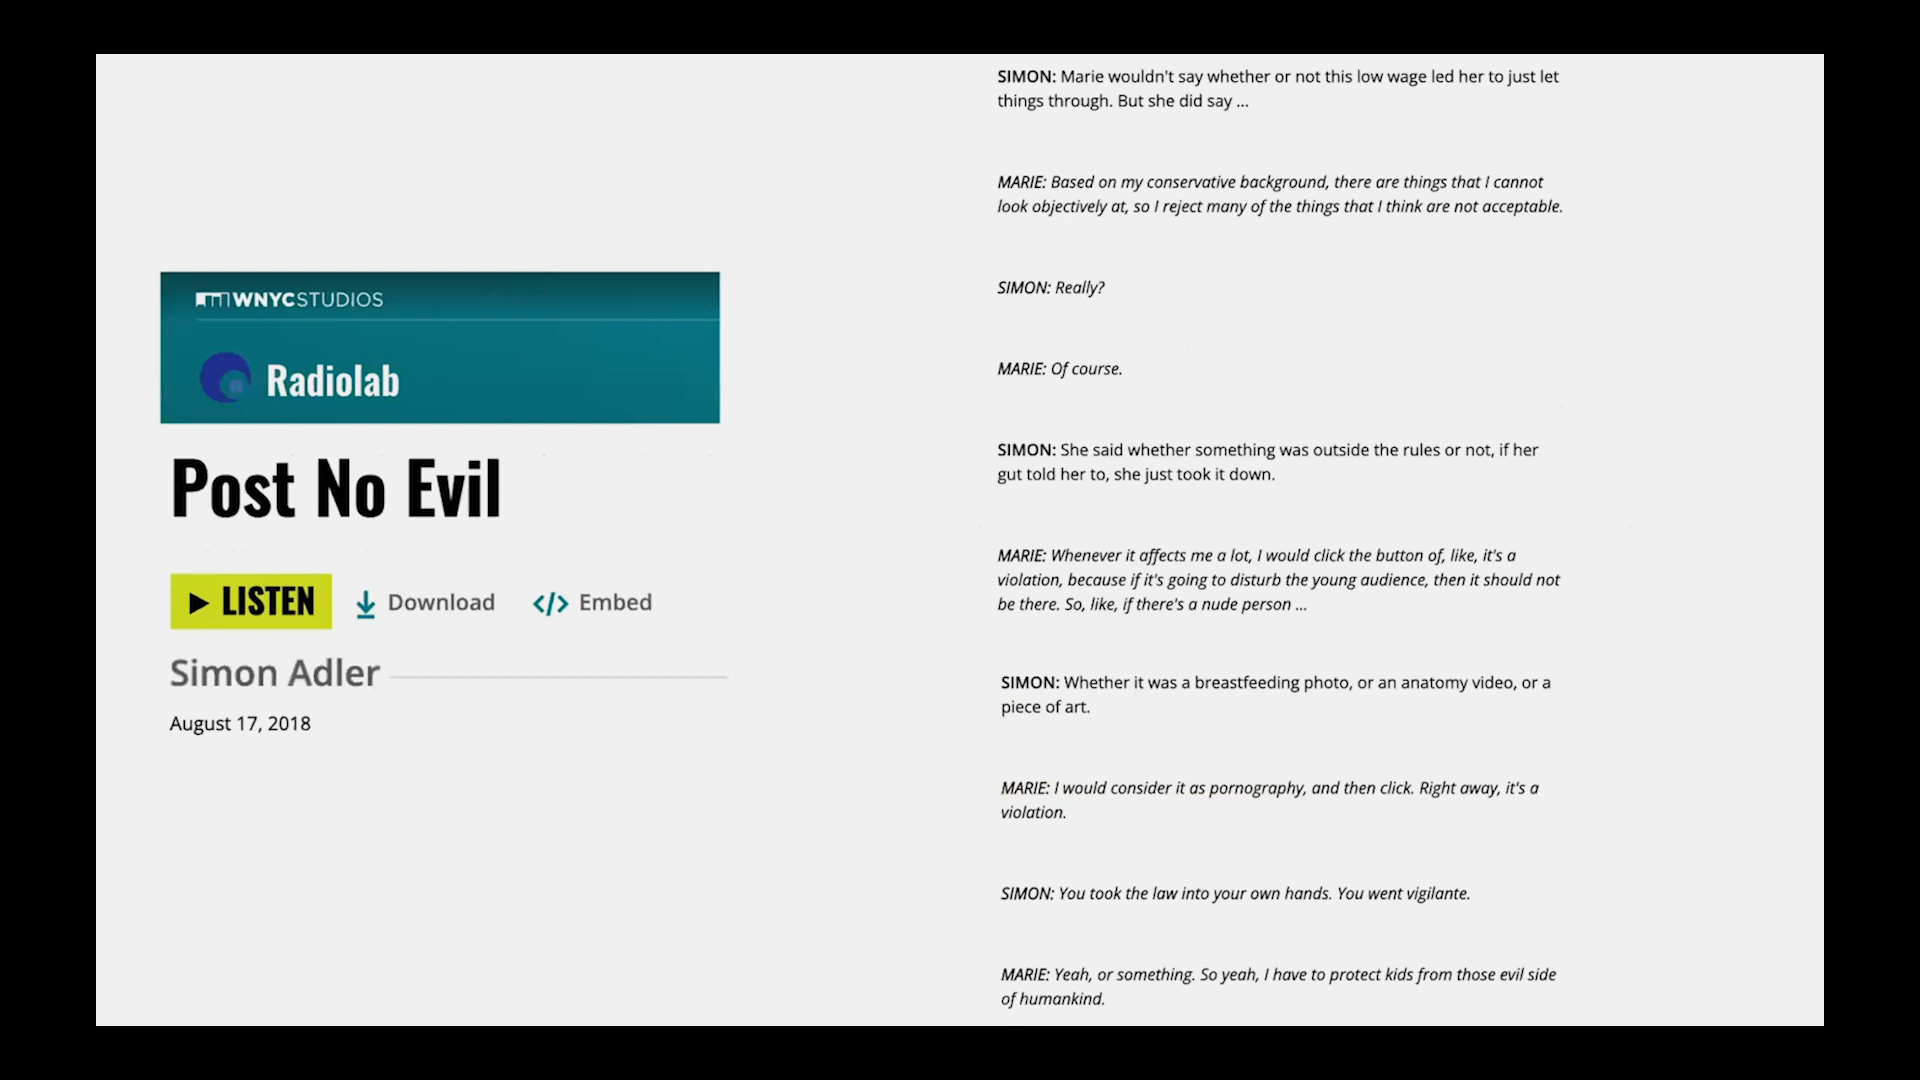 WNYCSTUDIOS
Radiolab
Post No Evil
LISTEN
Download
Embed
Simon Adler
August 17, 2018
SIMON: Marie wouldn't say whether or not this low wage led her to just let
things through. But she did say ...
MARIE: Based on my conservative background, there are things that I cannot
look objectively at, so I reject many of the things that I think are not acceptable.
SIMON: Really?
MARIE: Of course.
SIMON: She said whether something was outside the rules or not, if her
gut told her to, she just took it down.
MARIE: Whenever it affects me a lot, I would click the button of, like, it's a
violation, because if it's going to disturb the young audience, then it should not
be there. So, like, if there's a nude person ...
SIMON: Whether it was a breastfeeding photo, or an anatomy video, or a
piece of art.
MARIE: I would consider it as pornography, and then click. Right away, it's a
violation.
SIMON: You took the law into your own hands. You went vigilante.
MARIE: Yeah, or something. So yeah, I have to protect kids from those evil side
of humankind.